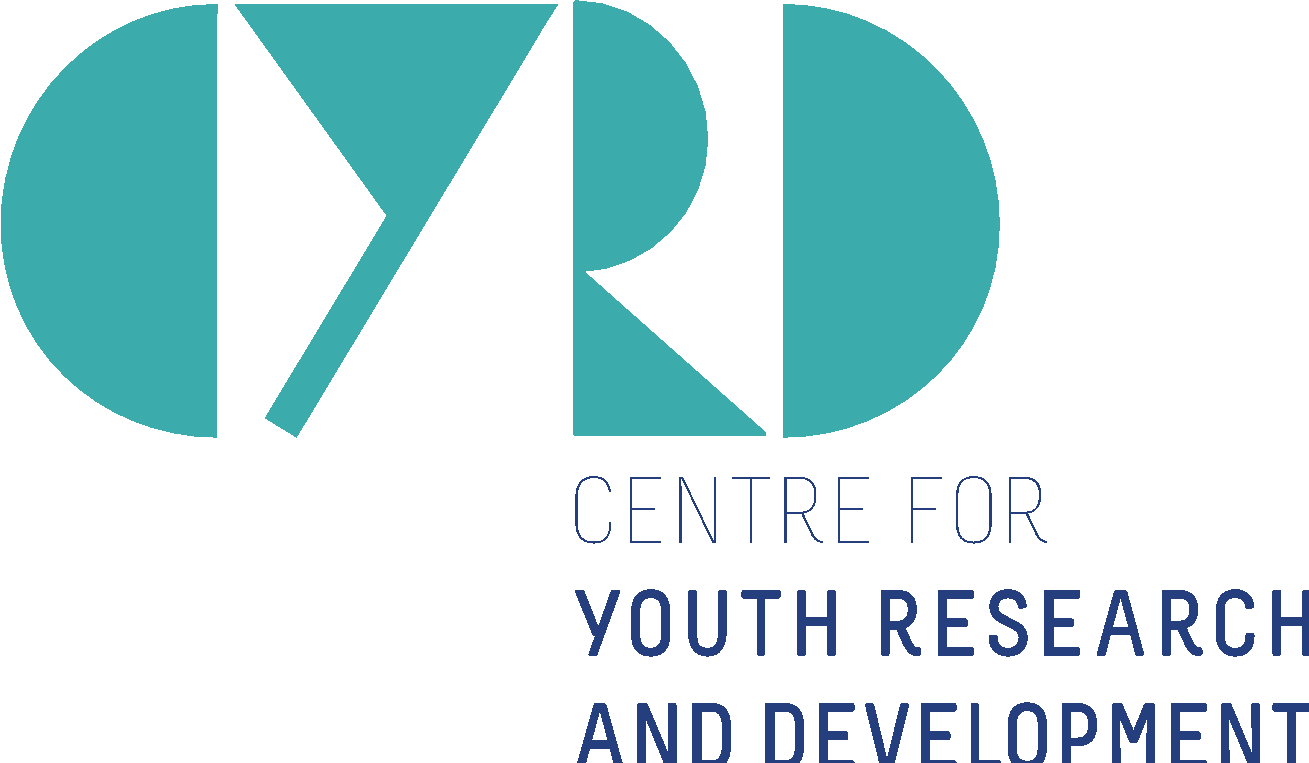 CYRD
CENTRE FOR
YOUTH RESEARCH
AND DEVELOPMENT